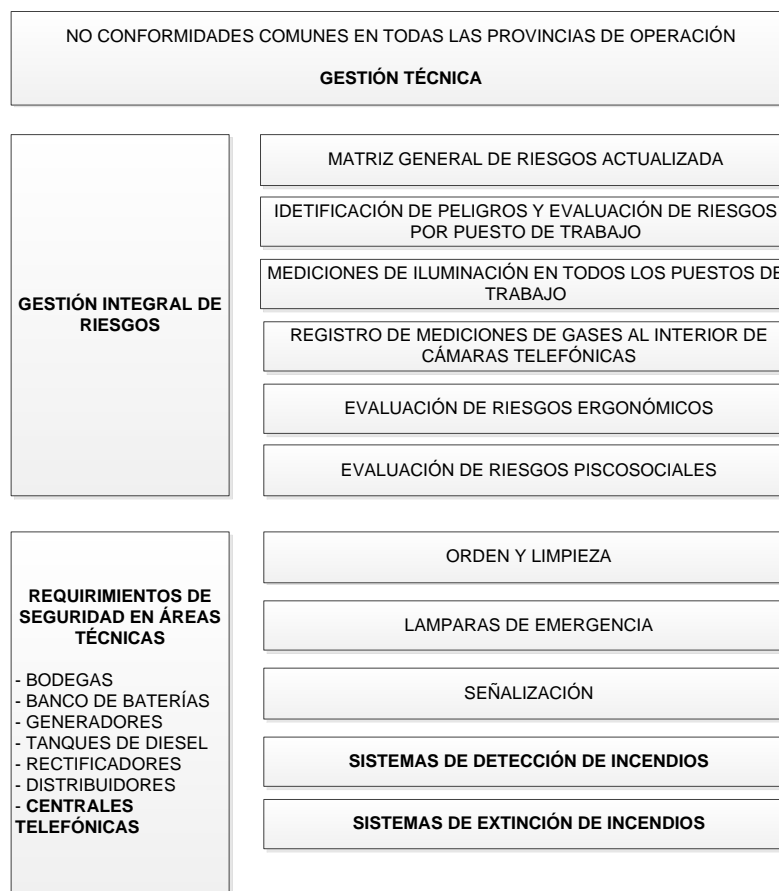 NO CONFORMIDADES COMUNES EN TODAS LAS PROVINCIAS DE OPERACIÓN
GESTIÓN TÉCNICA
GESTIÓN INTEGRAL DE
RIESGOS
MATRIZ GENERAL DE RIESGOS ACTUALIZADA
IDETIFICACIÓN DE PELIGROS Y EVALUACIÓN DE RIESGOS
POR PUESTO DE TRABAJO
MEDICIONES DE ILUMINACIÓN EN TODOS LOS PUESTOS DE
TRABAJO
REGISTRO DE MEDICIONES DE GASES AL INTERIOR DE
CÁMARAS TELEFÓNICAS
EVALUACIÓN DE RIESGOS ERGONÓMICOS
EVALUACIÓN DE RIESGOS PISCOSOCIALES
REQUIRIMIENTOS DE
SEGURIDAD EN ÁREAS
TÉCNICAS
- BODEGAS
- BANCO DE BATERÍAS
- GENERADORES
- TANQUES DE DIESEL
- RECTIFICADORES
- DISTRIBUIDORES
- CENTRALES
TELEFÓNICAS
ORDEN Y LIMPIEZA
LAMPARAS DE EMERGENCIA
SEÑALIZACIÓN
SISTEMAS DE DETECCIÓN DE INCENDIOS
SISTEMAS DE EXTINCIÓN DE INCENDIOS